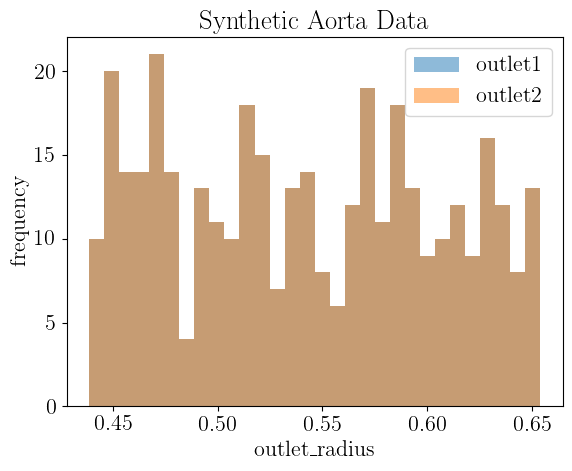 Synthetic Aorta Data
outlet1
outlet2
frequency
20
15
10
5
0
0.45 0.50 0.55 0.60 0.65
outlet_radius